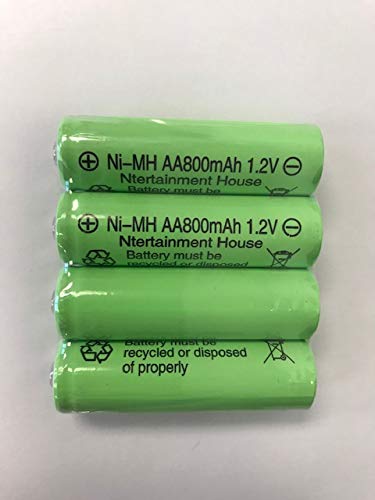 ⊕ Ni-MH AA800mAh 1.2V ⊖
Ntertainment House
Battery must be
⊕ Ni-MH AA800mAh 1.2V ⊖
Ntertainment House
Battery must be
recycled or disposed
Battery must be
recycled or disposed
of properly